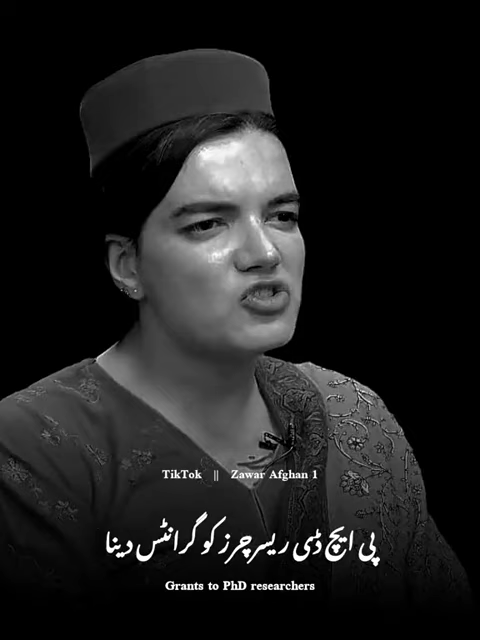 TikTok || Zawar Afghan 1
پی ایچ ڈی ریسرچرز کو گرانٹس دینا
Grants to PhD researchers